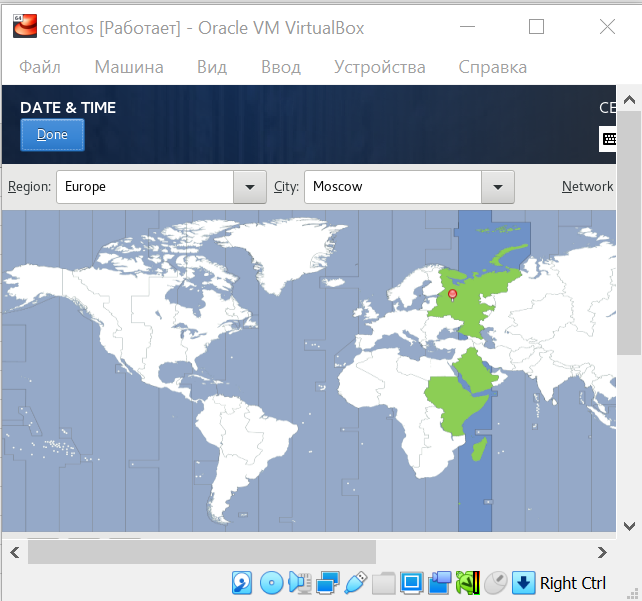 centos [Работает] - Oracle VM VirtualBox
Файл Машина Вид Ввод Устройства Справка
DATE & TIME CE
Done
Region: Europe City: Moscow Network
Right Ctrl